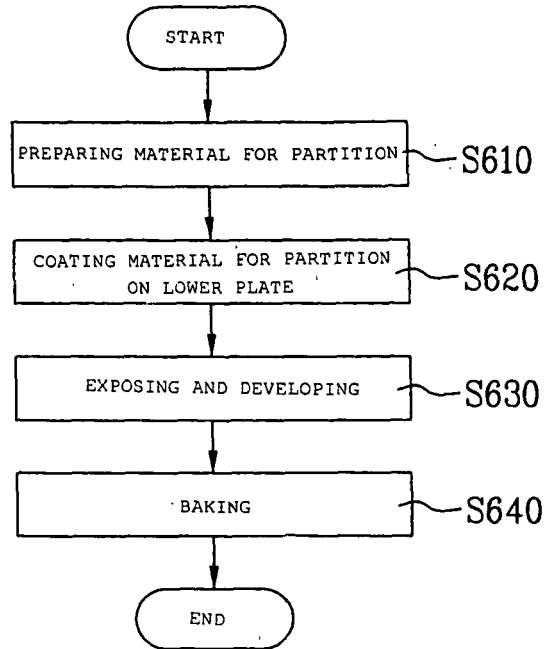 START
PREPARING MATERIAL FOR PARTITION
S610
COATING MATERIAL FOR PARTITION
ON LOWER PLATE
S620
EXPOSING AND DEVELOPING
S630
BAKING
S640
END